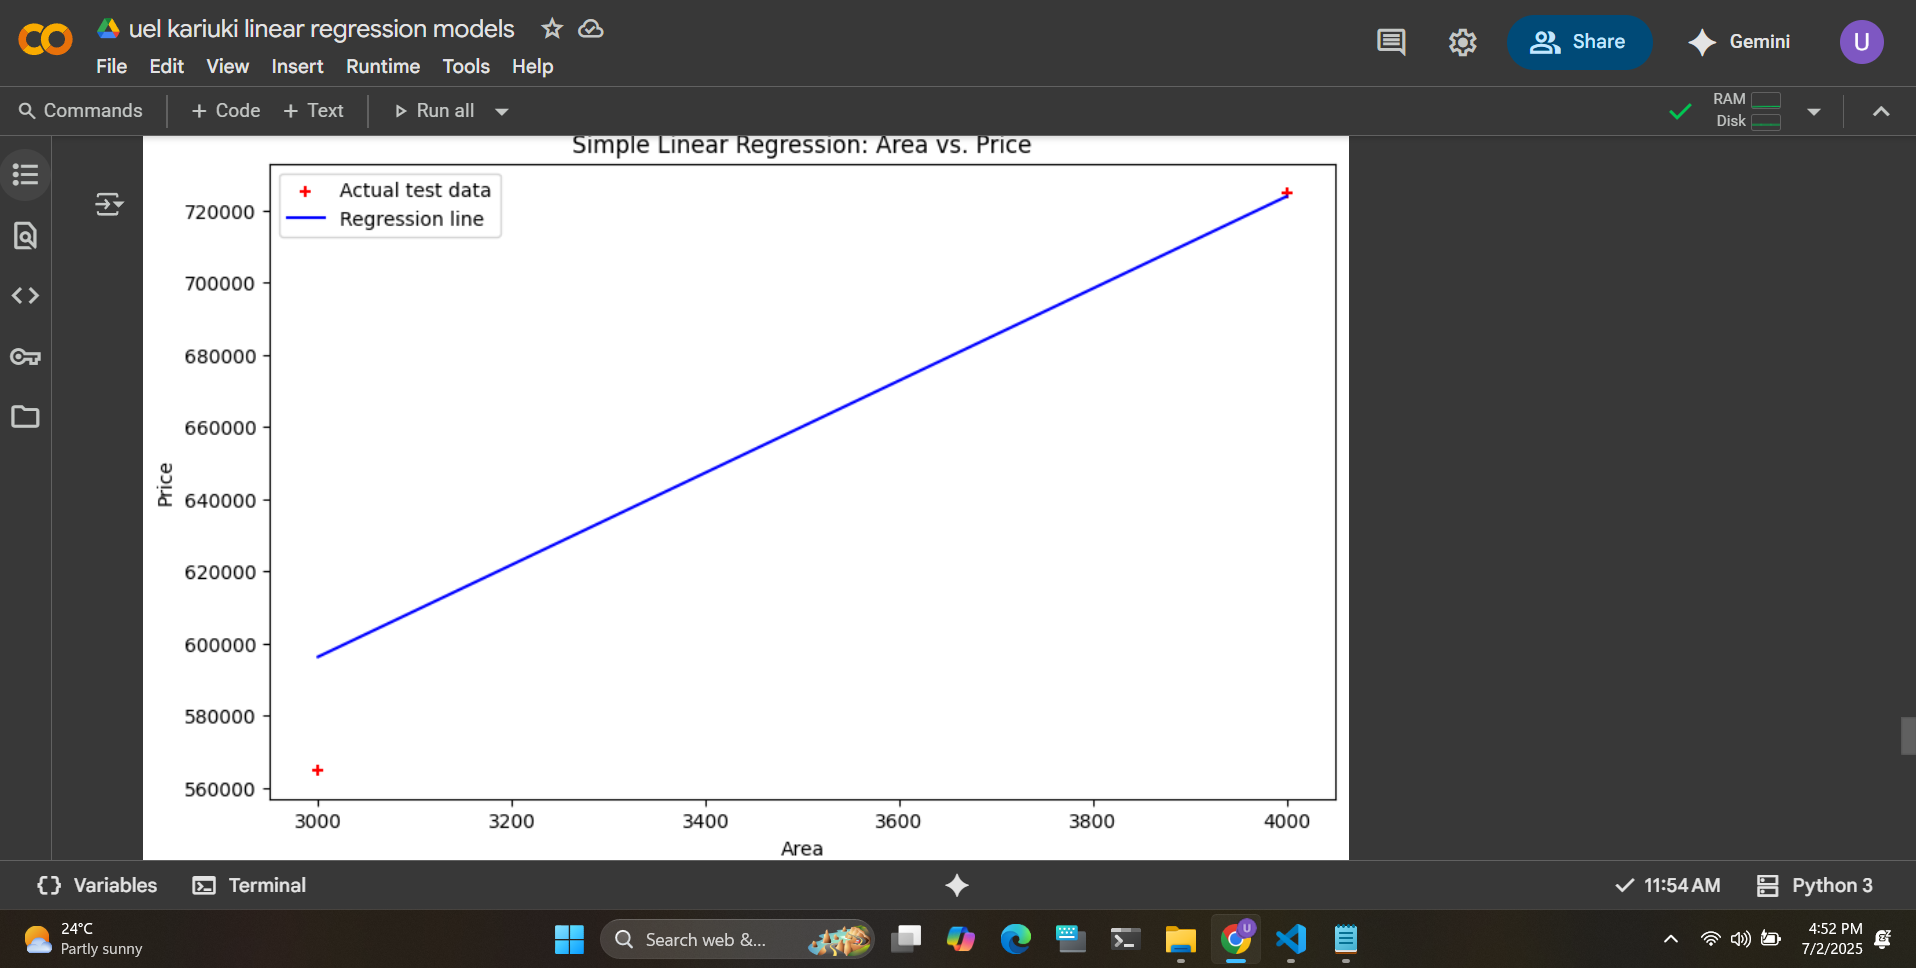 uel kariuki linear regression models
File Edit View Insert Runtime Tools Help
Share
Gemini
U
Commands
+ Code + Text
Run all
RAM
Disk
Simple Linear Regression: Area vs. Price
Actual test data
Regression line
720000
700000
680000
660000
640000
620000
600000
580000
560000
Price
3000 3200 3400 3600 3800 4000
Area
Variables
Terminal
11:54 AM
Python 3
24°C
Partly sunny
Search web &...
U
4:52 PM
7/2/2025